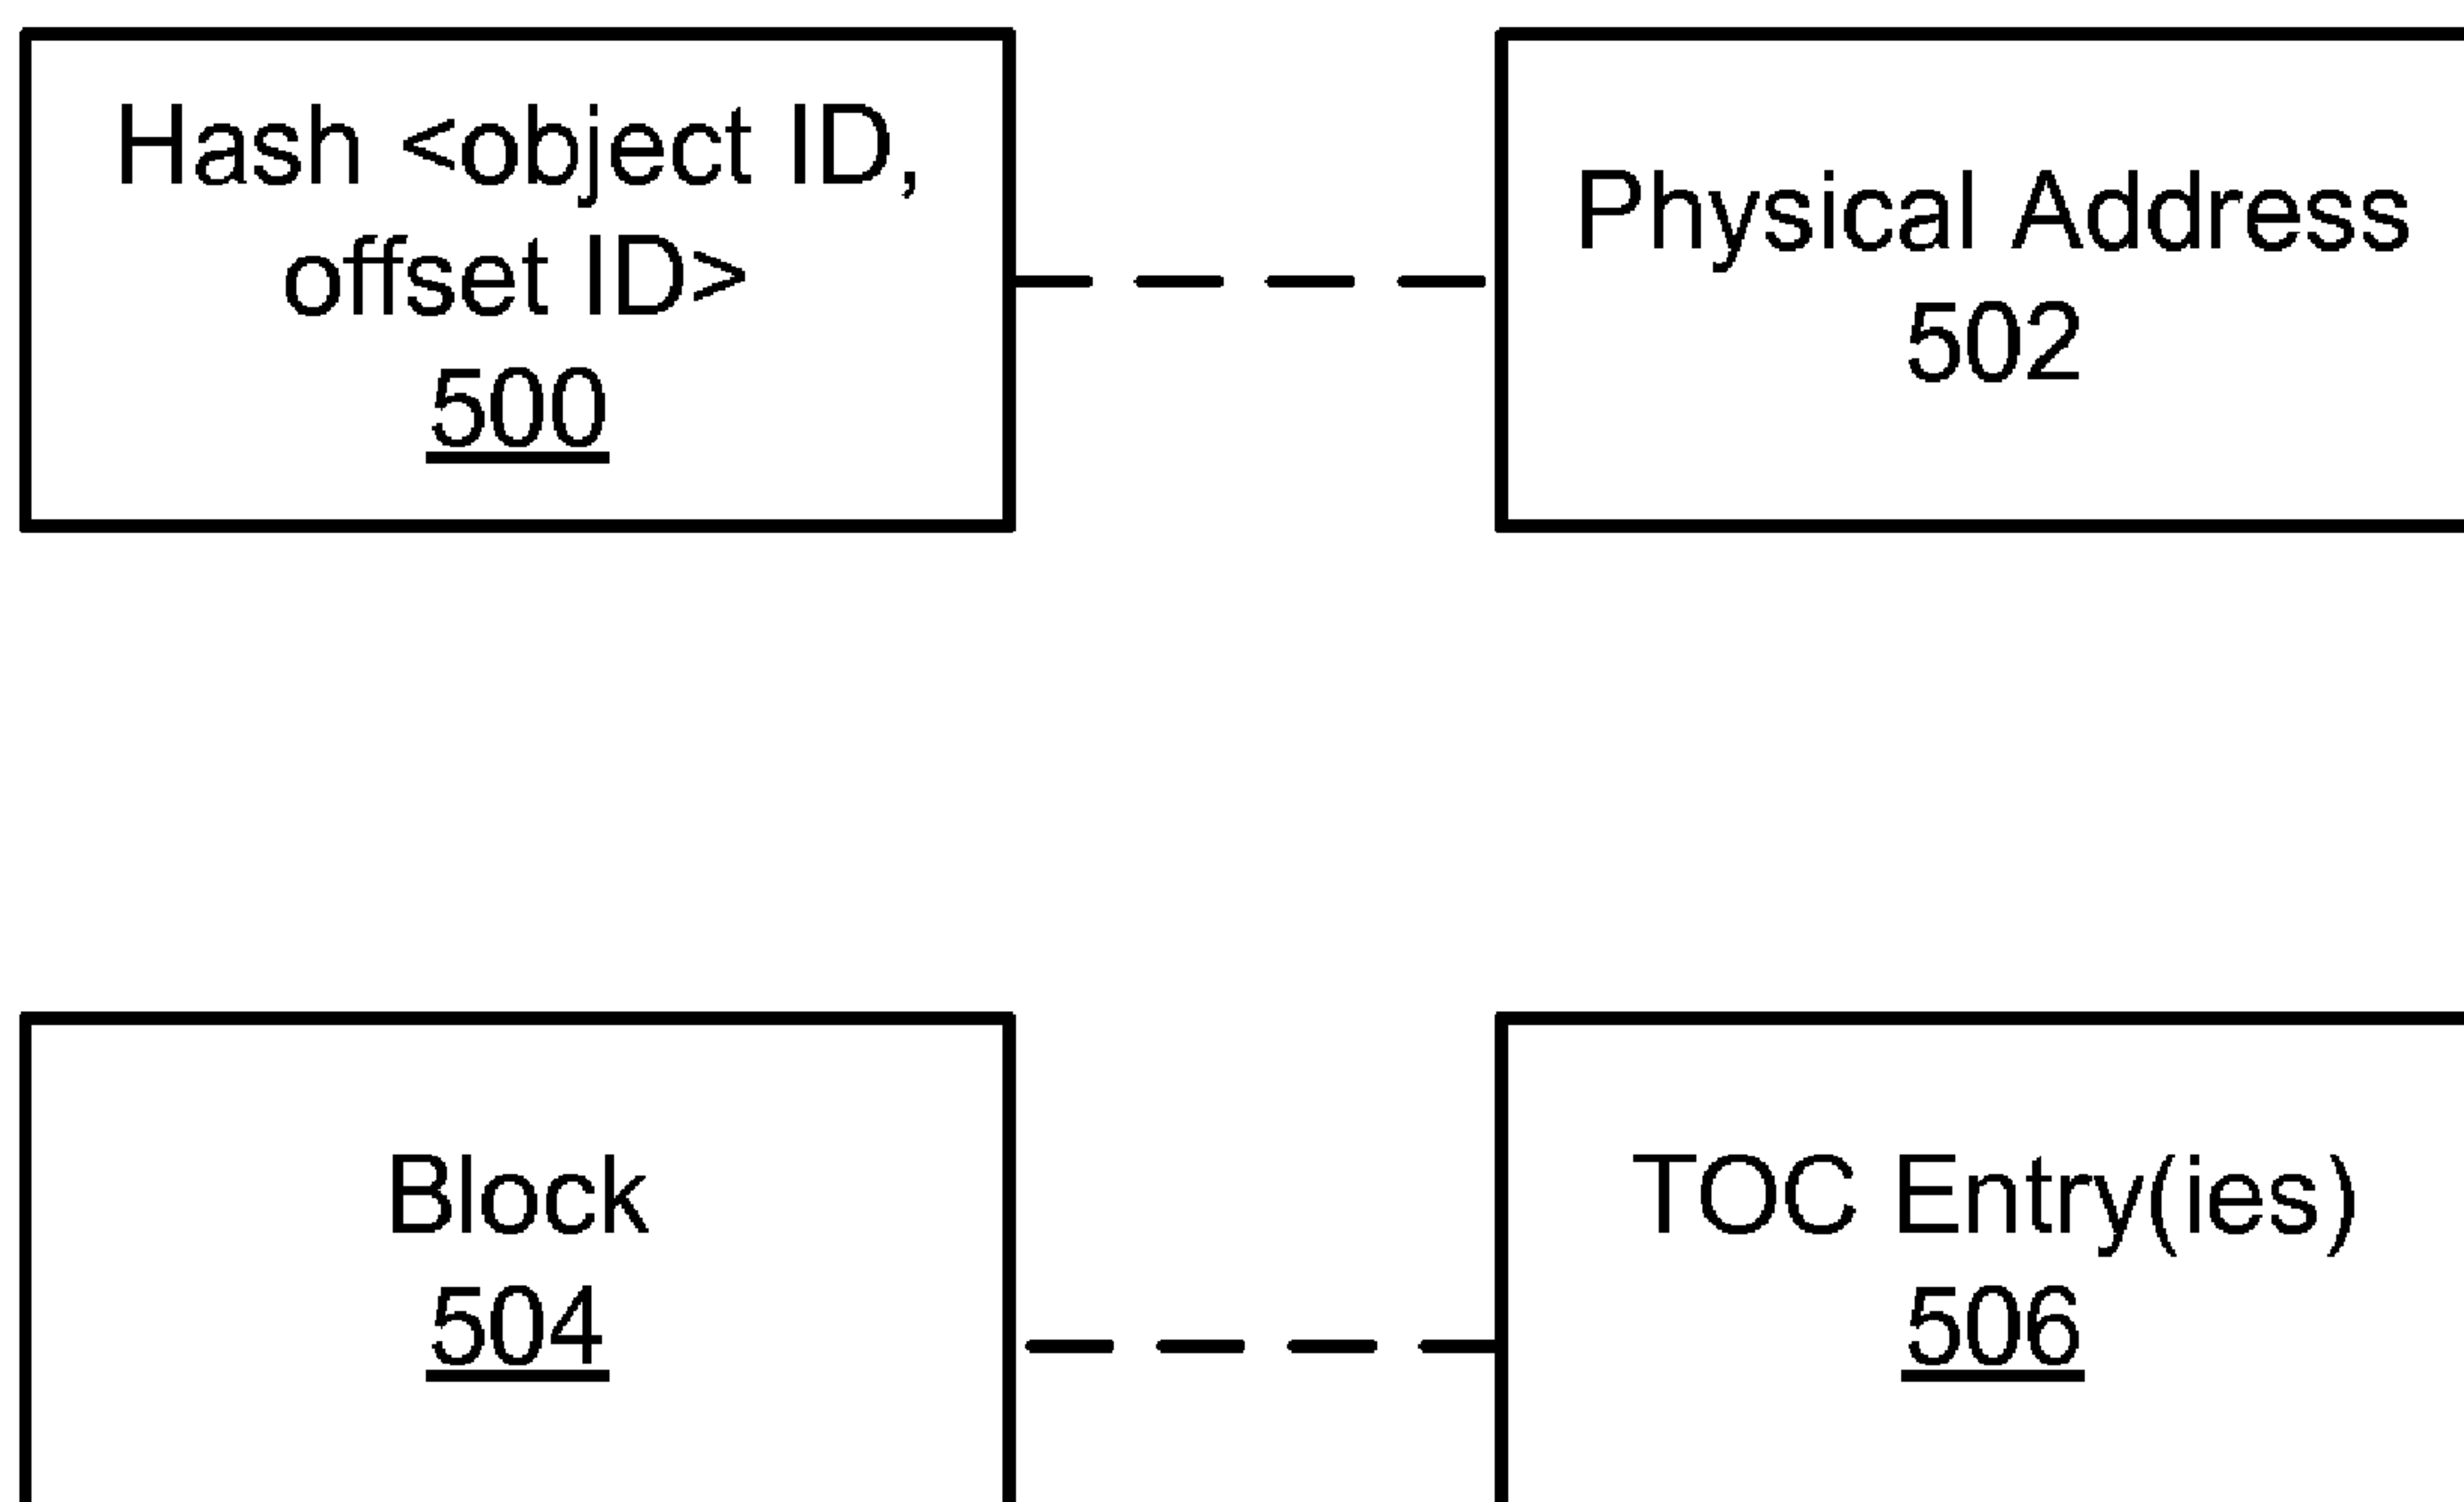 Hash <object ID,
offset ID>
500
Physical Address
502
Block
504
TOC Entry(ies)
506